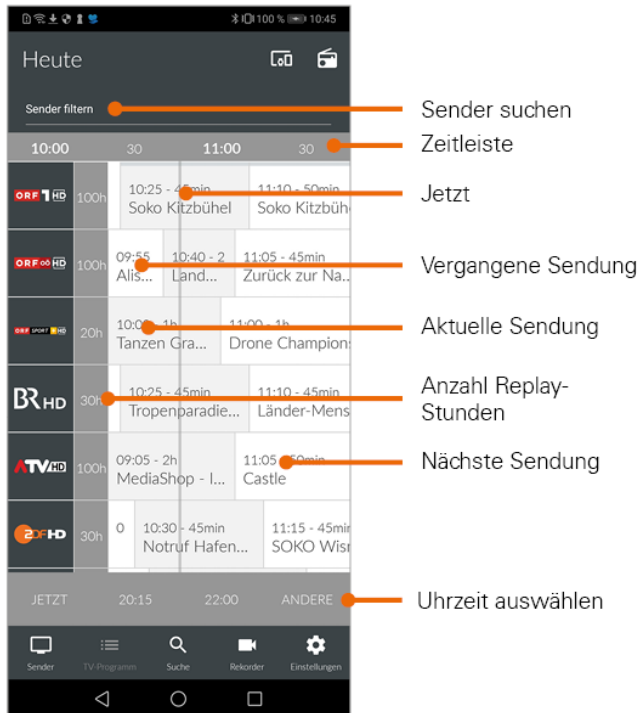 100 % 10:45
Heute
Sender filtern
Sender suchen
10:00 30 11:00 30
Zeitleiste
ORF 1 HD 100h
10:25 - 45min 11:10 - 50min
Soko Kitzbühel Soko Kitzbüh
Jetzt
ORF oö HD 100h
09:55 10:40 - 2 11:05 - 45min
Alis... Land... Zurück zur Na...
Vergangene Sendung
ORF SPORT HD 20h
10:00 - 1h 11:00 - 1h
Tanzen Gra... Drone Champion
Aktuelle Sendung
BR HD 30h
10:25 - 45min 11:10 - 45min
Tropenparadie... Länder-Mens
Anzahl Replay-
Stunden
ATV HD 100h
09:05 - 2h 11:05 - 50min
MediaShop - I... Castle
Nächste Sendung
2DF HD 30h
0 10:30 - 45min 11:15 - 45min
Notruf Hafen... SOKO Wisr
JETZT 20:15 22:00 ANDERE
Uhrzeit auswählen
Sender TV-Programm Suche Rekorder Einstellungen